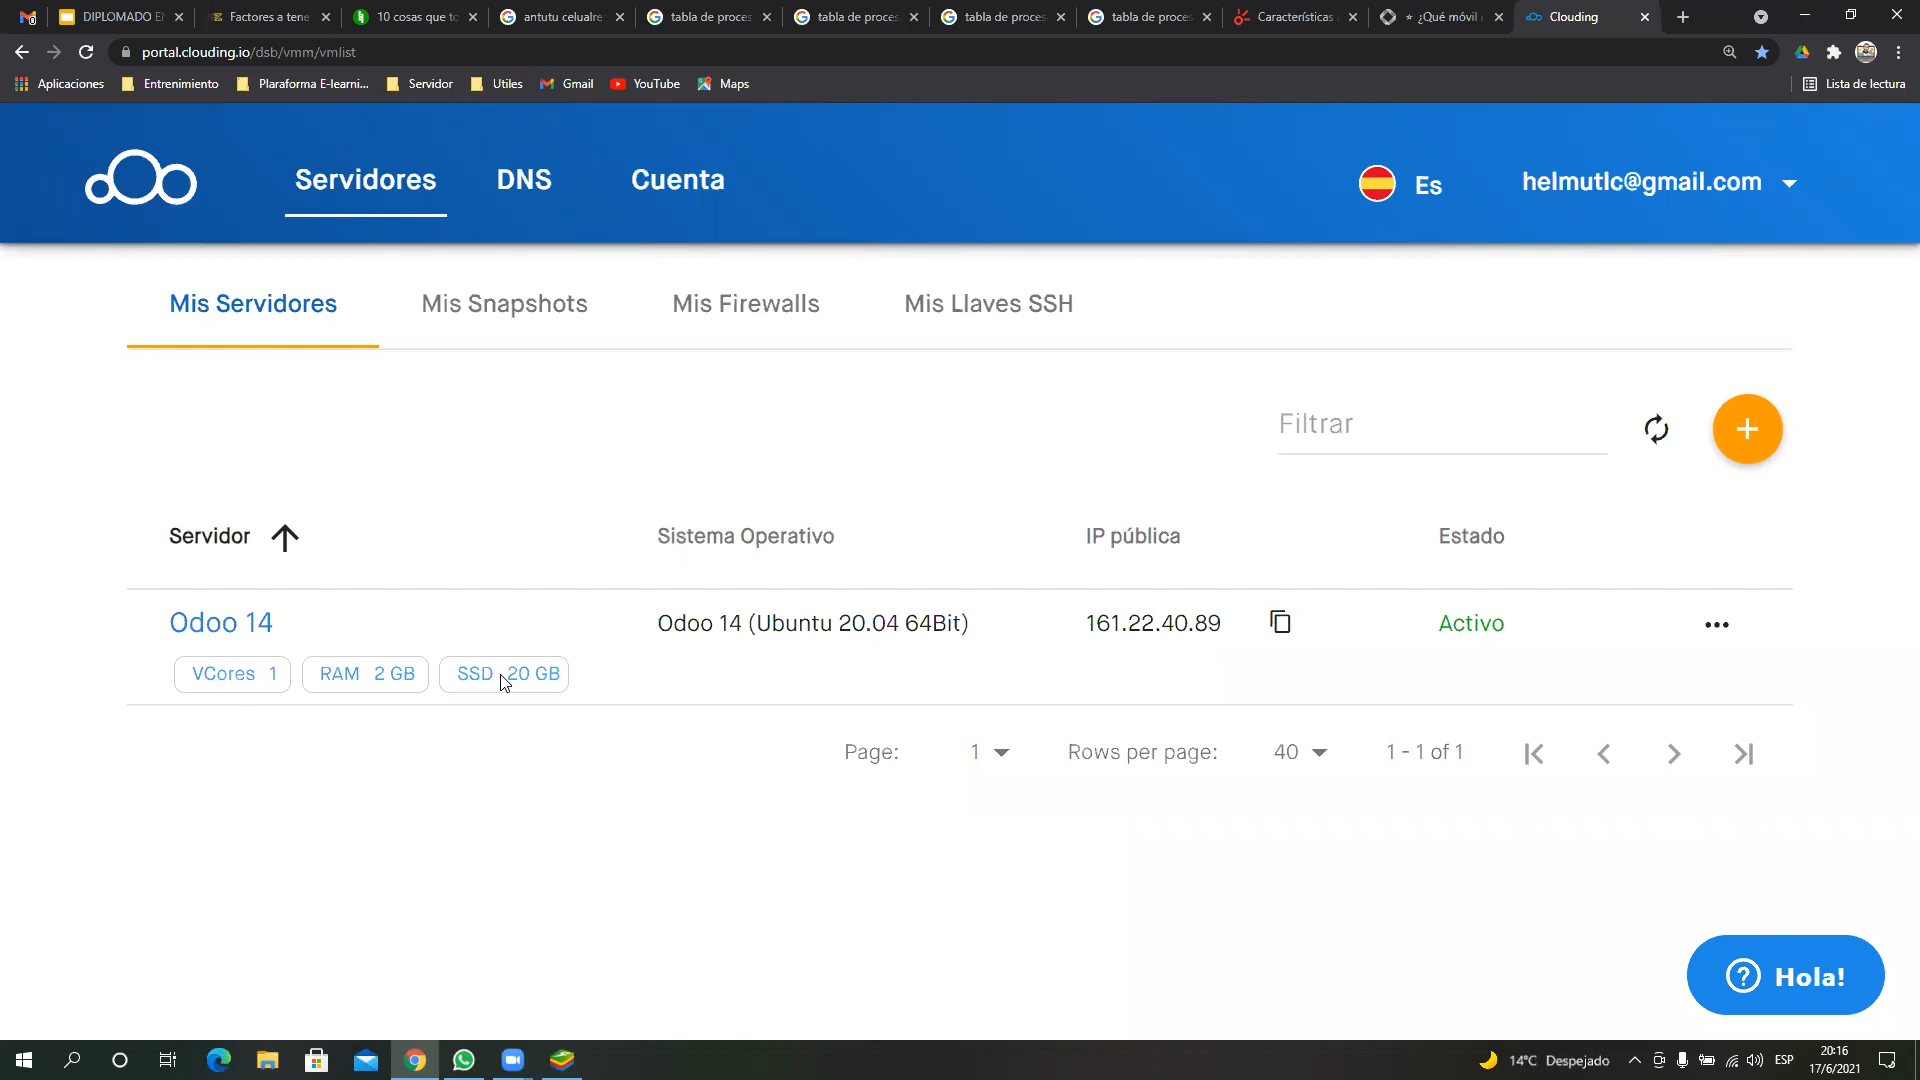 DIPLOMADO E
Factores a tene
10 cosas que to
antutu celualre
tabla de proces
tabla de proces
tabla de proces
tabla de proces
Características
¿Qué móvil
Clouding
portal.clouding.io/dsb/vmm/vmlist
Aplicaciones
Entrenimiento
Plaraforma E-learni...
Servidor
Utiles
Gmail
YouTube
Maps
Lista de lectura
Servidores
DNS
Cuenta
Es
helmutlc@gmail.com
Mis Servidores
Mis Snapshots
Mis Firewalls
Mis Llaves SSH
Filtrar
Servidor
Sistema Operativo
IP pública
Estado
Odoo 14
Odoo 14 (Ubuntu 20.04 64Bit)
161.22.40.89
Activo
VCores 1
RAM 2 GB
SSD 20 GB
Page: 1
Rows per page: 40
1 - 1 of 1
Hola!
14°C Despejado
ESP
20:16
17/6/2021